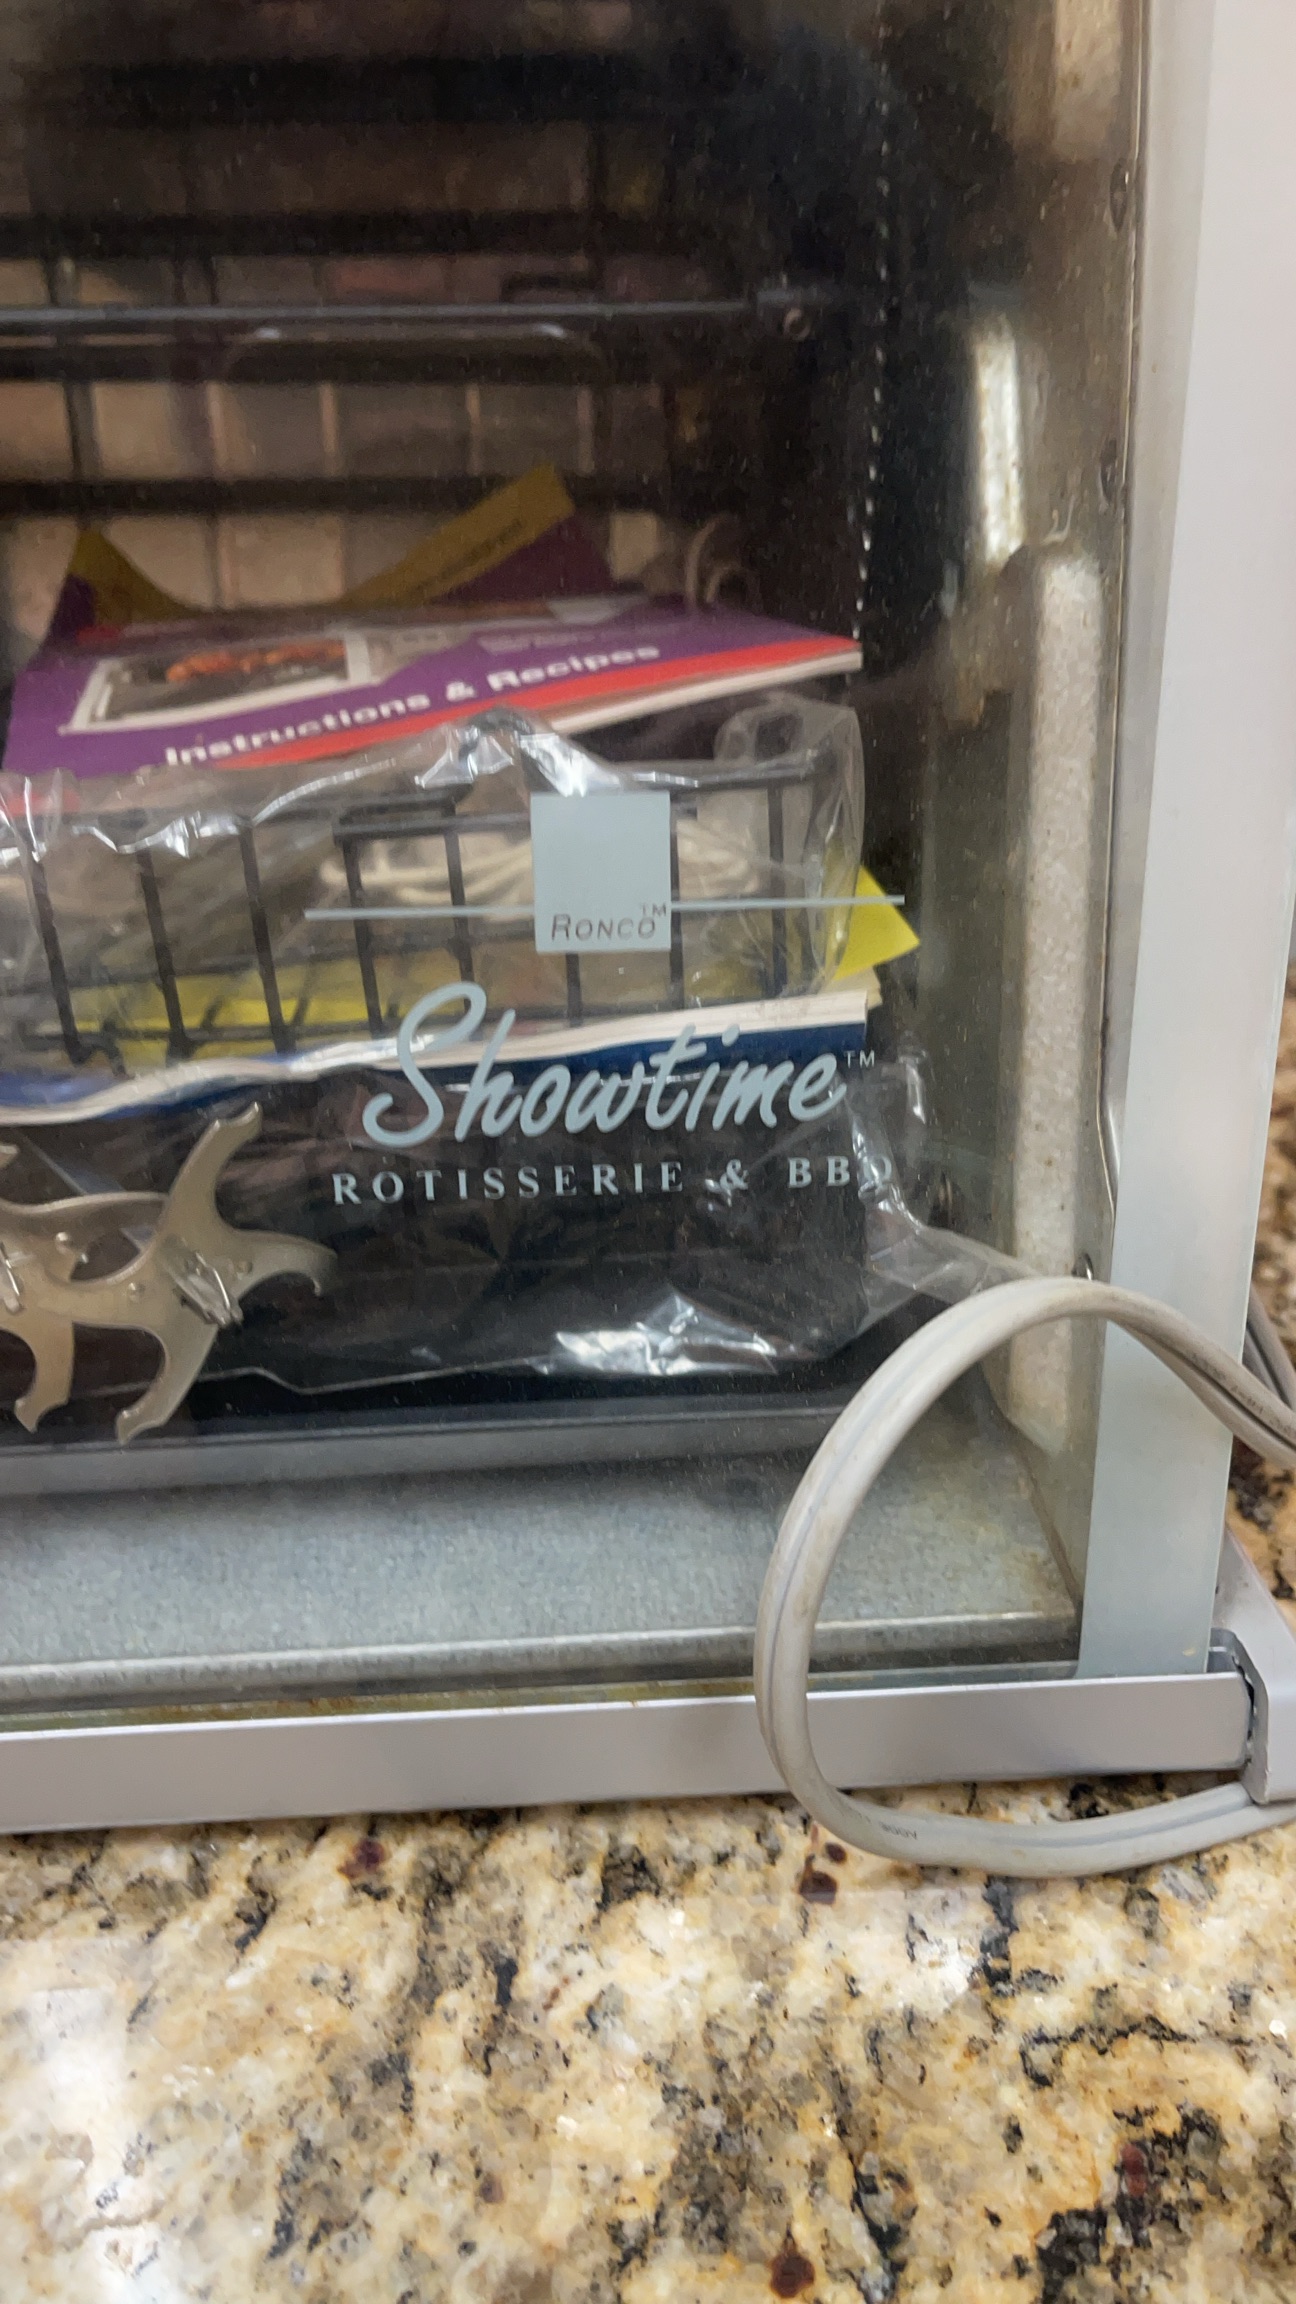 Instructions & Recipes
RONCO™
Showtime™
ROTISSERIE & BBQ